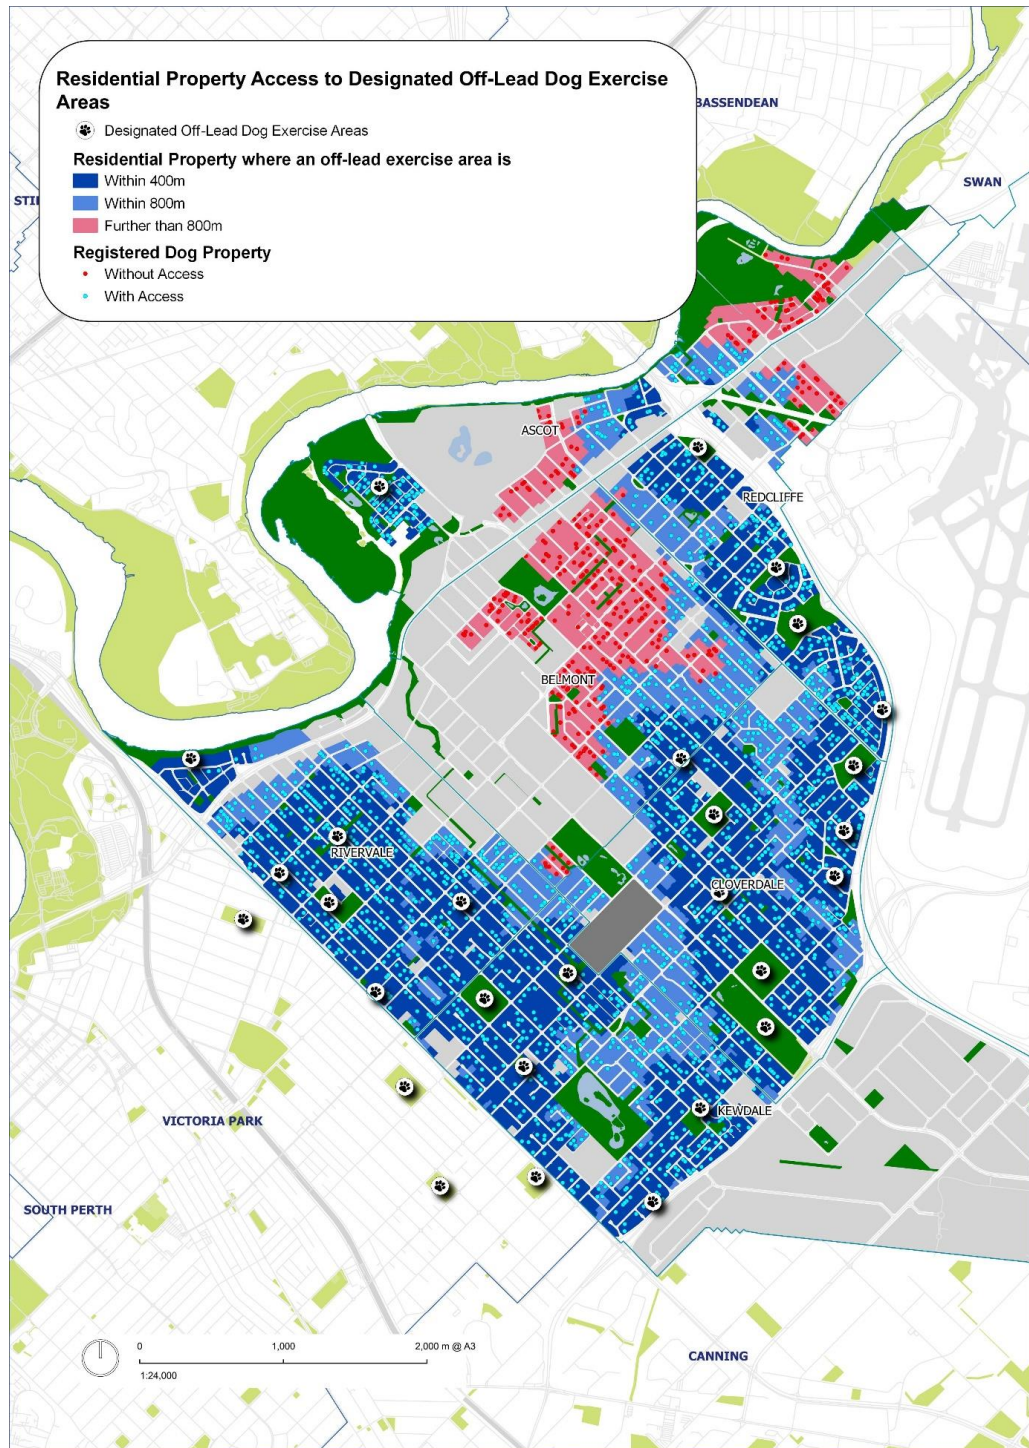 Residential Property Access to Designated Off-Lead Dog Exercise
Areas
Designated Off-Lead Dog Exercise Areas
Residential Property where an off-lead exercise area is
Within 400m
Within 800m
Further than 800m
Registered Dog Property
Without Access
With Access
BASSENDEAN
SWAN
STI
ASCOT
REDCLIFFE
BELMONT
RIVERVALE
CLOVERDALE
KEWDALE
VICTORIA PARK
SOUTH PERTH
CANNING
0 1,000 2,000 m @ A3
1:24,000